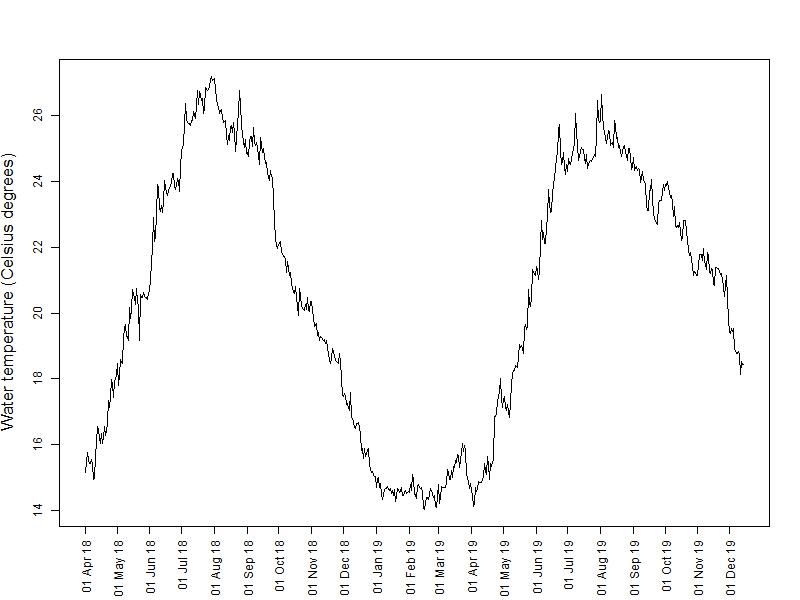 Water temperature (Celsius degrees)
26
24
22
20
18
16
14
01 Apr 18
01 May 18
01 Jun 18
01 Jul 18
01 Aug 18
01 Sep 18
01 Oct 18
01 Nov 18
01 Dec 18
01 Jan 19
01 Feb 19
01 Mar 19
01 Apr 19
01 May 19
01 Jun 19
01 Jul 19
01 Aug 19
01 Sep 19
01 Oct 19
01 Nov 19
01 Dec 19